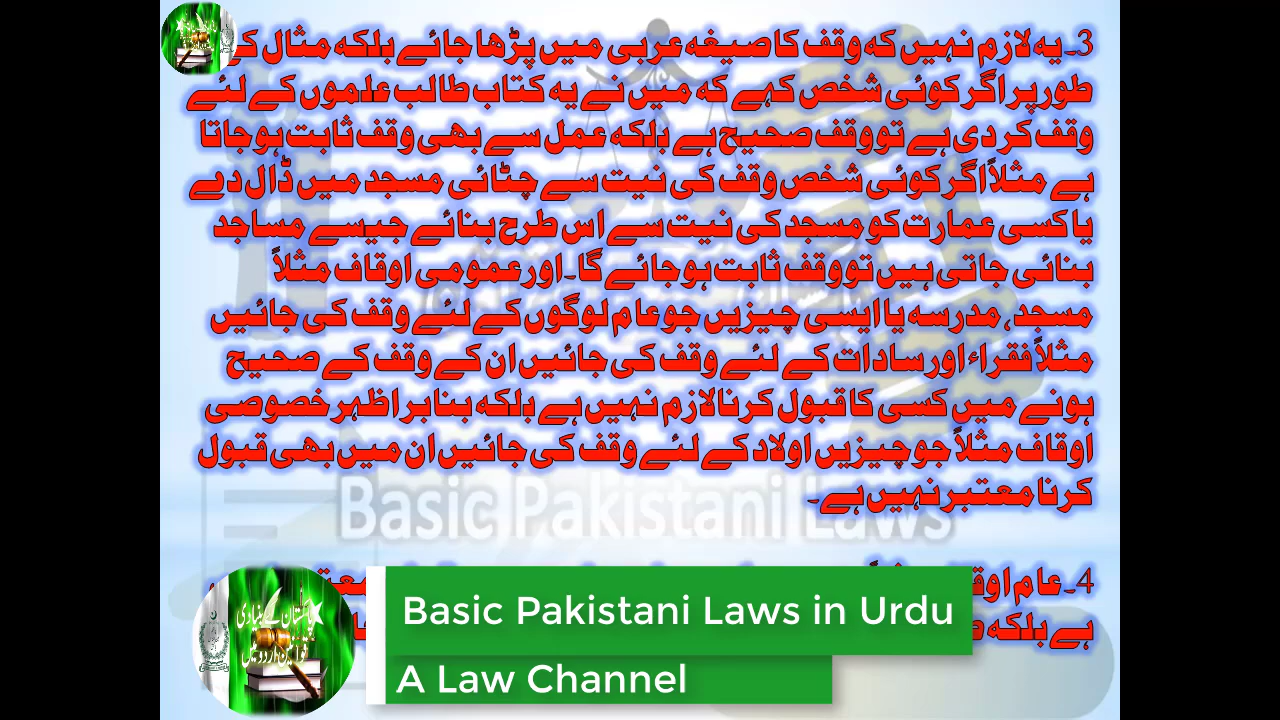 3۔ یہ لازم نہیں کہ وقف کا صیغہ عربی میں پڑھا جائے بلکہ مثال کے
طور پر اگر کوئی شخص کہے کہ میں نے یہ کتاب طالب علموں کے لئے
وقف کر دی ہے تو وقف صحیح ہے بلکہ عمل سے بھی وقف ثابت ہو جاتا
ہے مثلاً اگر کوئی شخص وقف کی نیت سے چٹائی مسجد میں ڈال دے
یا کسی عمارت کو مسجد کی نیت سے اس طرح بنائے جیسے مساجد
بنائی جاتی ہیں تو وقف ثابت ہو جائے گا۔ اور عمومی اوقاف مثلاً
مسجد، مدرسہ یا ایسی چیزیں جو عام لوگوں کے لئے وقف کی جائیں
مثلاً فقراء اور سادات کے لئے وقف کی جائیں ان کے وقف کے صحیح
ہونے میں کسی کا قبول کرنا لازم نہیں ہے بلکہ بنا بر اظہر خصوصی
اوقاف مثلاً جو چیزیں اولاد کے لئے وقف کی جائیں ان میں بھی قبول
کرنا معتبر نہیں ہے۔
Basic Pakistani Laws
4۔ عام
ہے بلکہ
پاکستان کے بنیادی
قوانین اردو میں
Basic Pakistani Laws in Urdu
A Law Channel